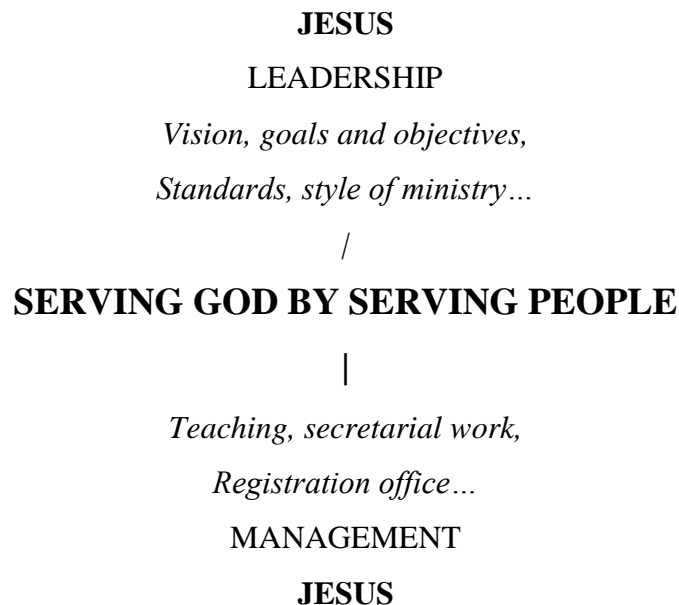 JESUS
LEADERSHIP
Vision, goals and objectives,
Standards, style of ministry…
/
SERVING GOD BY SERVING PEOPLE
|
Teaching, secretarial work,
Registration office…
MANAGEMENT
JESUS